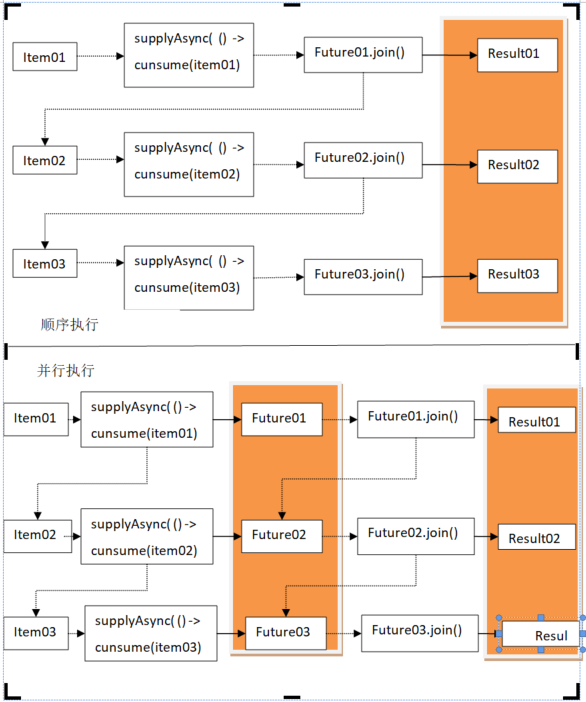 Item01
supplyAsync( () ->
cunsume(item01)
Future01.join()
Result01
Item02
supplyAsync( () ->
cunsume(item02)
Future02.join()
Result02
Item03
supplyAsync( () ->
cunsume(item03)
Future03.join()
Result03
顺序执行
并行执行
Item01
supplyAsync( () ->
cunsume(item01)
Future01
Future01.join()
Result01
Item02
supplyAsync( () ->
cunsume(item02)
Future02
Future02.join()
Result02
Item03
supplyAsync( () ->
cunsume(item03)
Future03
Future03.join()
Resul